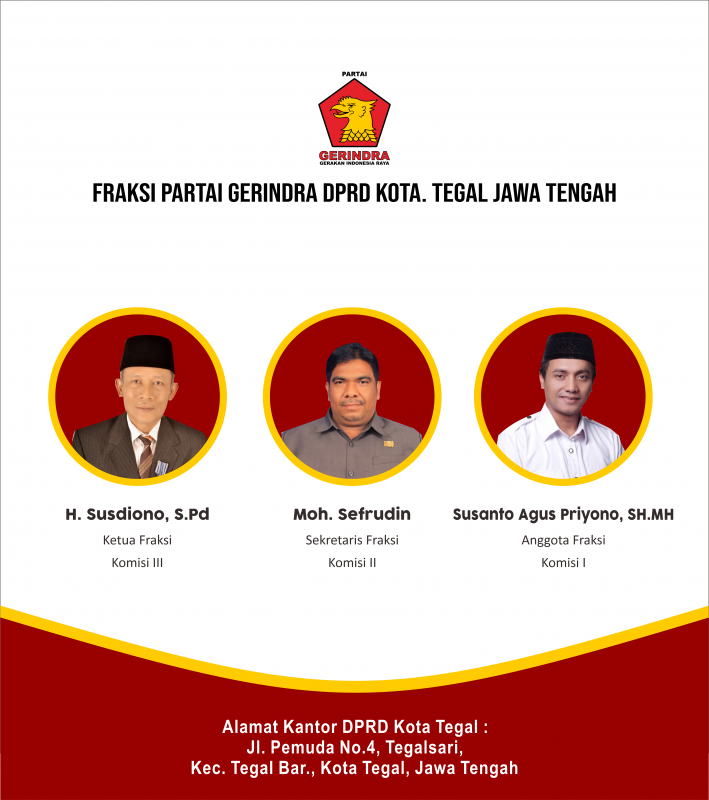 PARTAI
GERINDRA
GERAKAN INDONESIA RAYA
FRAKSI PARTAI GERINDRA DPRD KOTA. TEGAL JAWA TENGAH
H. Susdiono, S.Pd
Ketua Fraksi
Komisi III
Moh. Sefrudin
Sekretaris Fraksi
Komisi II
Susanto Agus Priyono, SH.MH
Anggota Fraksi
Komisi I
Alamat Kantor DPRD Kota Tegal :
Jl. Pemuda No.4, Tegalsari,
Kec. Tegal Bar., Kota Tegal, Jawa Tengah